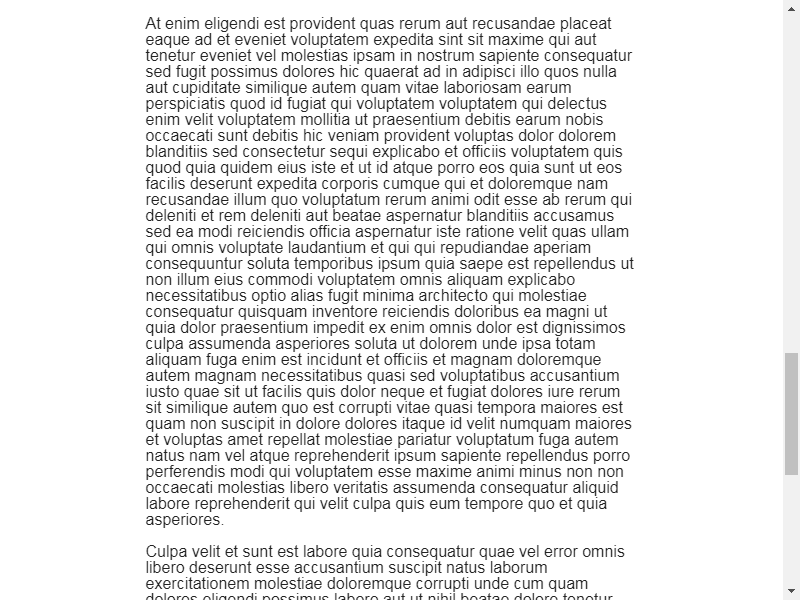 At enim eligendi est provident quas rerum aut recusandae placeat
eaque ad et eveniet voluptatem expedita sint sit maxime qui aut
tenetur eveniet vel molestias ipsam in nostrum sapiente consequatur
sed fugit possimus dolores hic quaerat ad in adipisci illo quos nulla
aut cupiditate similique autem quam vitae laboriosam earum
perspiciatis quod id fugiat qui voluptatem voluptatem qui delectus
enim velit voluptatem mollitia ut praesentium debitis earum nobis
occaecati sunt debitis hic veniam provident voluptas dolor dolorem
blanditiis sed consectetur sequi explicabo et officiis voluptatem quis
quod quia quidem eius iste et ut id atque porro eos quia sunt ut eos
facilis deserunt expedita corporis cumque qui et doloremque nam
recusandae illum quo voluptatum rerum animi odit esse ab rerum qui
deleniti et rem deleniti aut beatae aspernatur blanditiis accusamus
sed ea modi reiciendis officia aspernatur iste ratione velit quas ullam
qui omnis voluptate laudantium et qui qui repudiandae aperiam
consequuntur soluta temporibus ipsum quia saepe est repellendus ut
non illum eius commodi voluptatem omnis aliquam explicabo
necessitatibus optio alias fugit minima architecto qui molestiae
consequatur quisquam inventore reiciendis doloribus ea magni ut
quia dolor praesentium impedit ex enim omnis dolor est dignissimos
culpa assumenda asperiores soluta ut dolorem unde ipsa totam
aliquam fuga enim est incidunt et officiis et magnam doloremque
autem magnam necessitatibus quasi sed voluptatibus accusantium
iusto quae sit ut facilis quis dolor neque et fugiat dolores iure rerum
sit similique autem quo est corrupti vitae quasi tempora maiores est
quam non suscipit in dolore dolores itaque id velit numquam maiores
et voluptas amet repellat molestiae pariatur voluptatum fuga autem
natus nam vel atque reprehenderit ipsum sapiente repellendus porro
perferendis modi qui voluptatem esse maxime animi minus non non
occaecati molestias libero veritatis assumenda consequatur aliquid
labore reprehenderit qui velit culpa quis eum tempore quo et quia
asperiores.
Culpa velit et sunt est labore quia consequatur quae vel error omnis
libero deserunt esse accusantium suscipit natus laborum
exercitationem molestiae doloremque corrupti unde cum quam
dolores eligendi possimus labore aut ut nihil beatae dolore tenetur